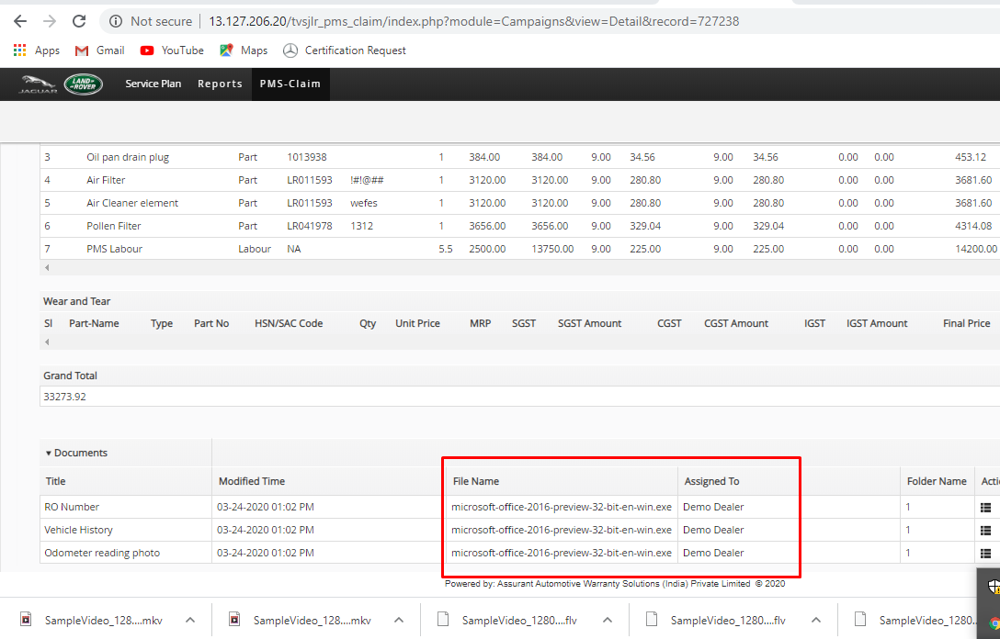 Not secure 13.127.206.20/tvsjlr_pms_claim/index.php?module=Campaigns&view=Detail&record=727238
Apps Gmail YouTube Maps Certification Request
JAGUAR LAND-ROVER Service Plan Reports PMS-Claim
3 Oil pan drain plug Part 1013938 1 384.00 384.00 9.00 34.56 9.00 34.56 0.00 0.00 453.12
4 Air Filter Part LR011593 !#!@## 1 3120.00 3120.00 9.00 280.80 9.00 280.80 0.00 0.00 3681.60
5 Air Cleaner element Part LR011593 wefes 1 3120.00 3120.00 9.00 280.80 9.00 280.80 0.00 0.00 3681.60
6 Pollen Filter Part LR041978 1312 1 3656.00 3656.00 9.00 329.04 9.00 329.04 0.00 0.00 4314.08
7 PMS Labour Labour NA 5.5 2500.00 13750.00 9.00 225.00 9.00 225.00 0.00 0.00 14200.00
Wear and Tear
Sl Part-Name Type Part No HSN/SAC Code Qty Unit Price MRP SGST SGST Amount CGST CGST Amount IGST IGST Amount Final Price
Grand Total
33273.92
Documents
Title Modified Time File Name Assigned To Folder Name Acti
RO Number 03-24-2020 01:02 PM microsoft-office-2016-preview-32-bit-en-win.exe Demo Dealer 1
Vehicle History 03-24-2020 01:02 PM microsoft-office-2016-preview-32-bit-en-win.exe Demo Dealer 1
Odometer reading photo 03-24-2020 01:02 PM microsoft-office-2016-preview-32-bit-en-win.exe Demo Dealer 1
Powered by: Assurant Automotive Warranty Solutions (India) Private Limited © 2020
SampleVideo_128....mkv SampleVideo_128....mkv SampleVideo_1280....flv SampleVideo_1280....flv SampleVideo_1280.